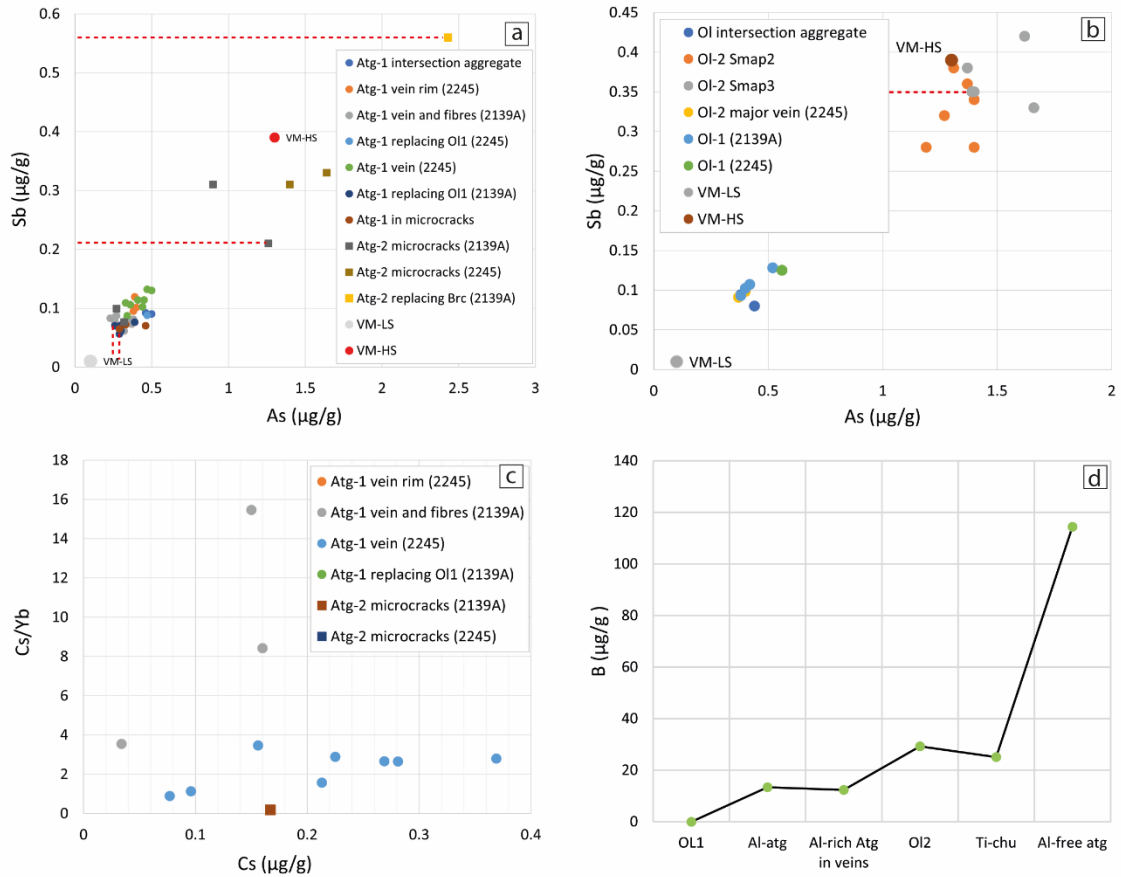 a
Sb (µg/g)
0.6
0.5
0.4
0.3
0.2
0.1
0
Atg-1 intersection aggregate
Atg-1 vein rim (2245)
Atg-1 vein and fibres (2139A)
Atg-1 replacing Ol1 (2245)
Atg-1 vein (2245)
Atg-1 replacing Ol1 (2139A)
Atg-1 in microcracks
Atg-2 microcracks (2139A)
Atg-2 microcracks (2245)
Atg-2 replacing Brc (2139A)
VM-LS
VM-HS
VM-HS
VM-LS
0 0.5 1 1.5 2 2.5 3
As (µg/g)
b
Sb (µg/g)
0.45
0.4
0.35
0.3
0.25
0.2
0.15
0.1
0.05
0
Ol intersection aggregate
Ol-2 Smap2
Ol-2 Smap3
Ol-2 major vein (2245)
Ol-1 (2139A)
Ol-1 (2245)
VM-LS
VM-HS
VM-HS
VM-LS
0 0.5 1 1.5 2
As (µg/g)
c
Cs/Yb
18
16
14
12
10
8
6
4
2
0
Atg-1 vein rim (2245)
Atg-1 vein and fibres (2139A)
Atg-1 vein (2245)
Atg-1 replacing Ol1 (2139A)
Atg-2 microcracks (2139A)
Atg-2 microcracks (2245)
0 0.1 0.2 0.3 0.4
Cs (µg/g)
d
B (µg/g)
140
120
100
80
60
40
20
0
OL1 Al-atg Al-rich Atg Ol2 Ti-chu Al-free atg
in veins